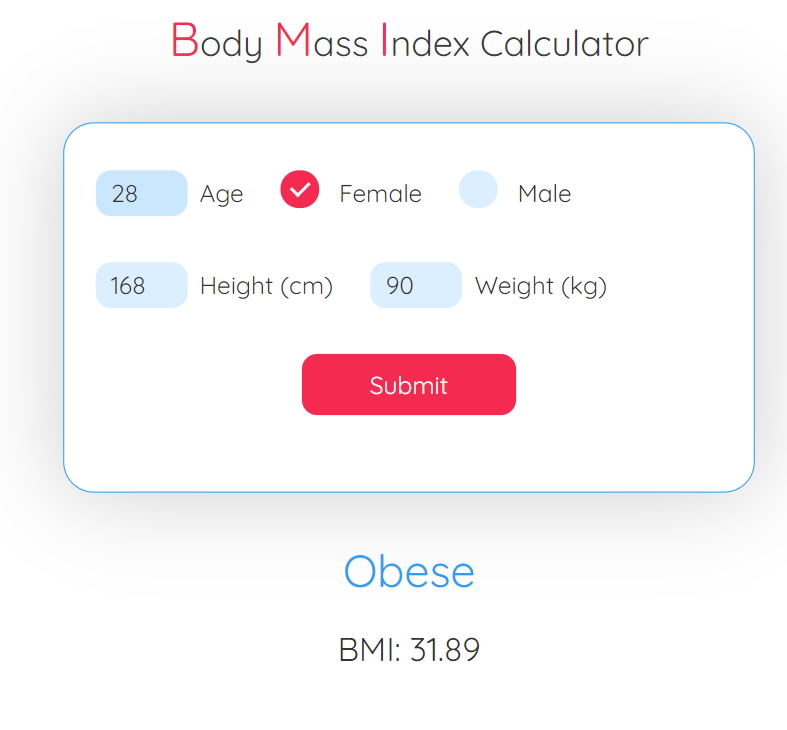 Body Mass Index Calculator
28 Age Female Male
168 Height (cm) 90 Weight (kg)
Submit
Obese
BMI: 31.89